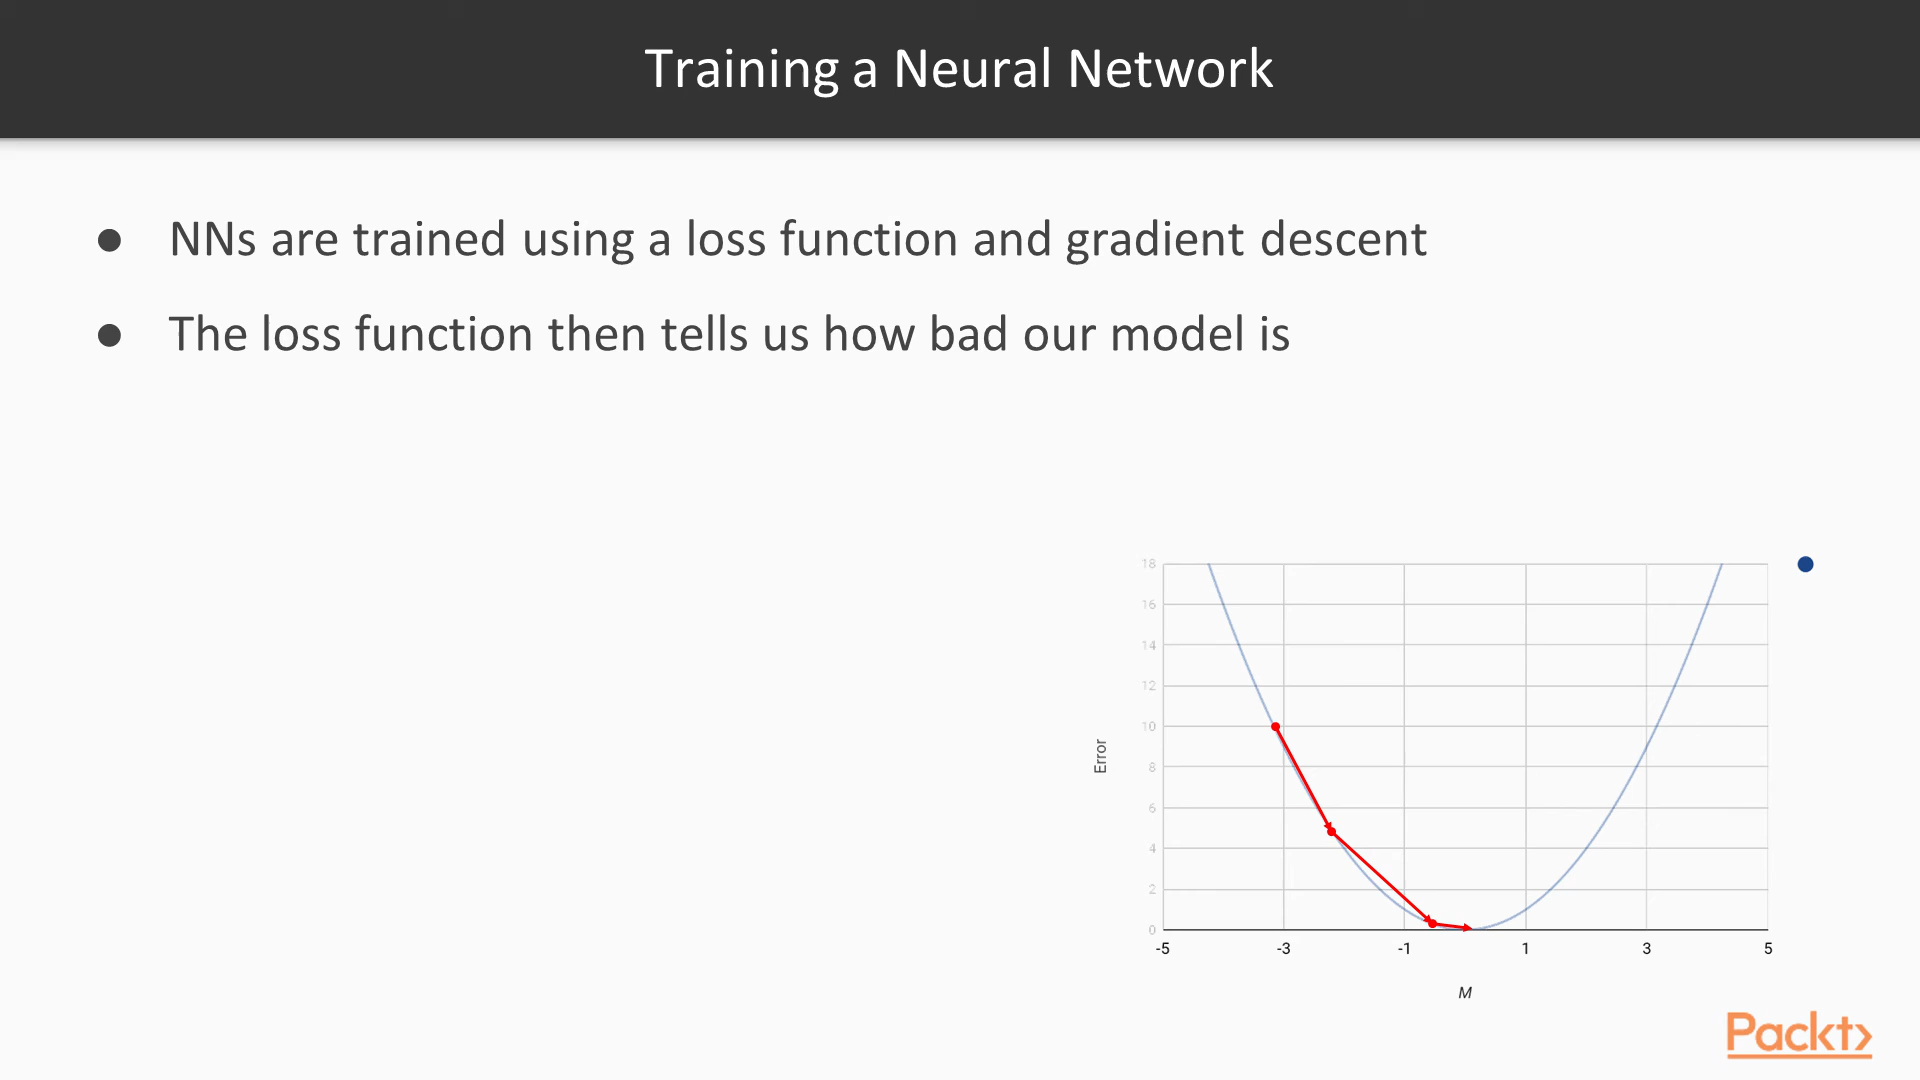 Training a Neural Network
● NNs are trained using a loss function and gradient descent
● The loss function then tells us how bad our model is
18
16
14
12
10
8
6
4
2
0
Error
-5 -3 -1 1 3 5
M
Packt>